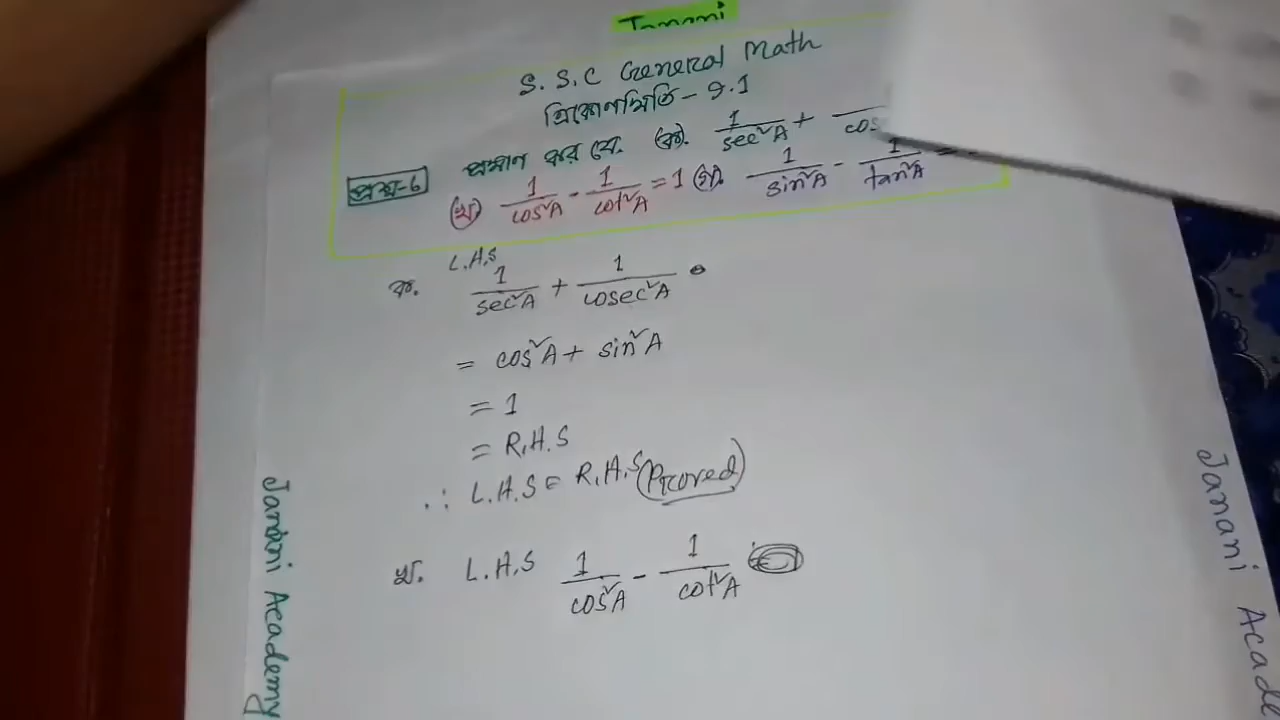 Janani
S.S.C General Math
ত্রিকোণমিতি - 9.1
প্রশ্ন-6 প্রমাণ কর যে, (ক). 1/sec²A + 
(খ) 1/cos²A - 1/cot²A = 1 (গ). 1/sin²A - 1/tan²A =
L.H.S
ক. 1/sec²A + 1/cosec²A
= cos²A + sin²A
= 1
= R.H.S
∴ L.H.S = R.H.S (Proved)
খ. L.H.S 1/cos²A - 1/cot²A
Janani Academy
Janani Acade